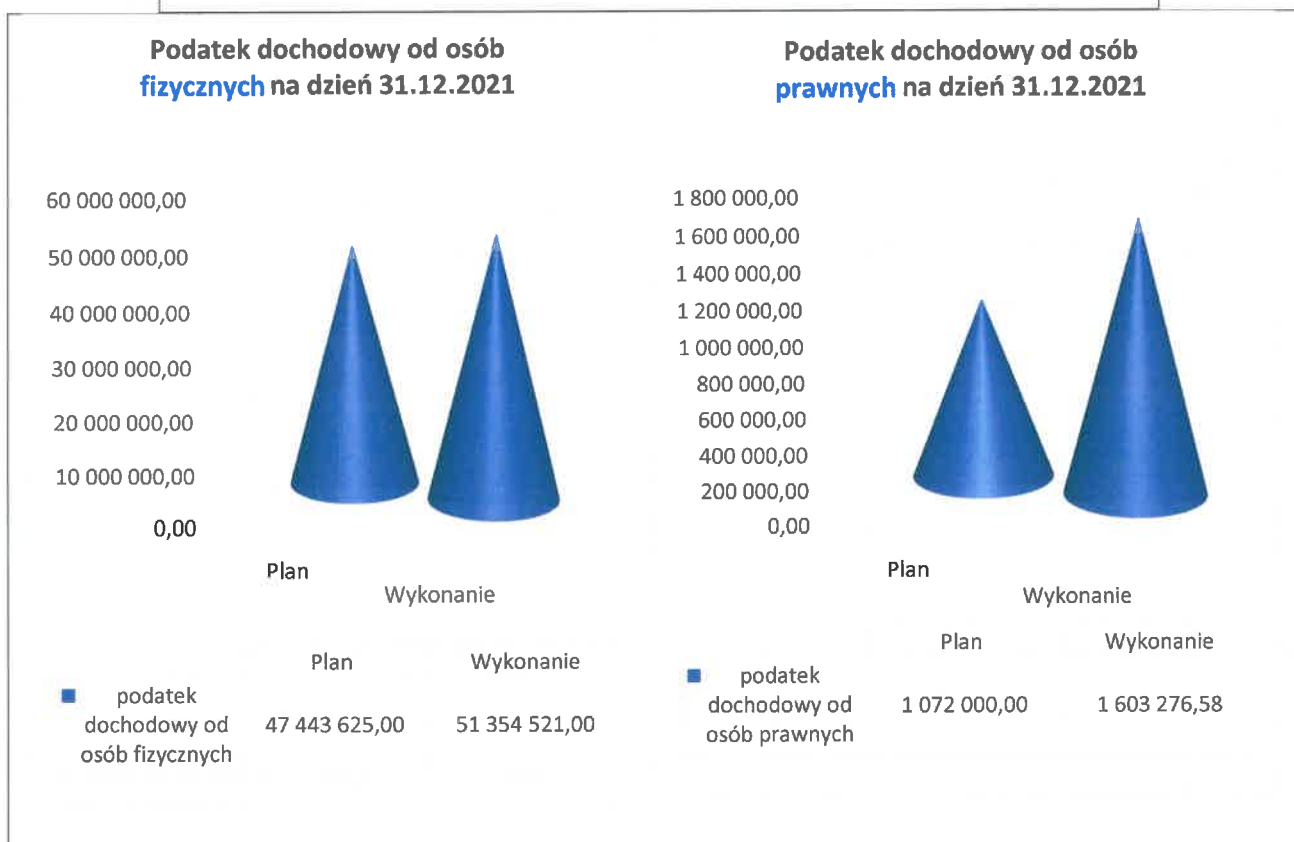 Podatek dochodowy od osób
fizycznych na dzień 31.12.2021
60 000 000,00
50 000 000,00
40 000 000,00
30 000 000,00
20 000 000,00
10 000 000,00
0,00
Plan
Wykonanie
Plan Wykonanie
podatek
dochodowy od
osób fizycznych
47 443 625,00 51 354 521,00
Podatek dochodowy od osób
prawnych na dzień 31.12.2021
1 800 000,00
1 600 000,00
1 400 000,00
1 200 000,00
1 000 000,00
800 000,00
600 000,00
400 000,00
200 000,00
0,00
Plan
Wykonanie
Plan Wykonanie
podatek
dochodowy od
osób prawnych
1 072 000,00 1 603 276,58